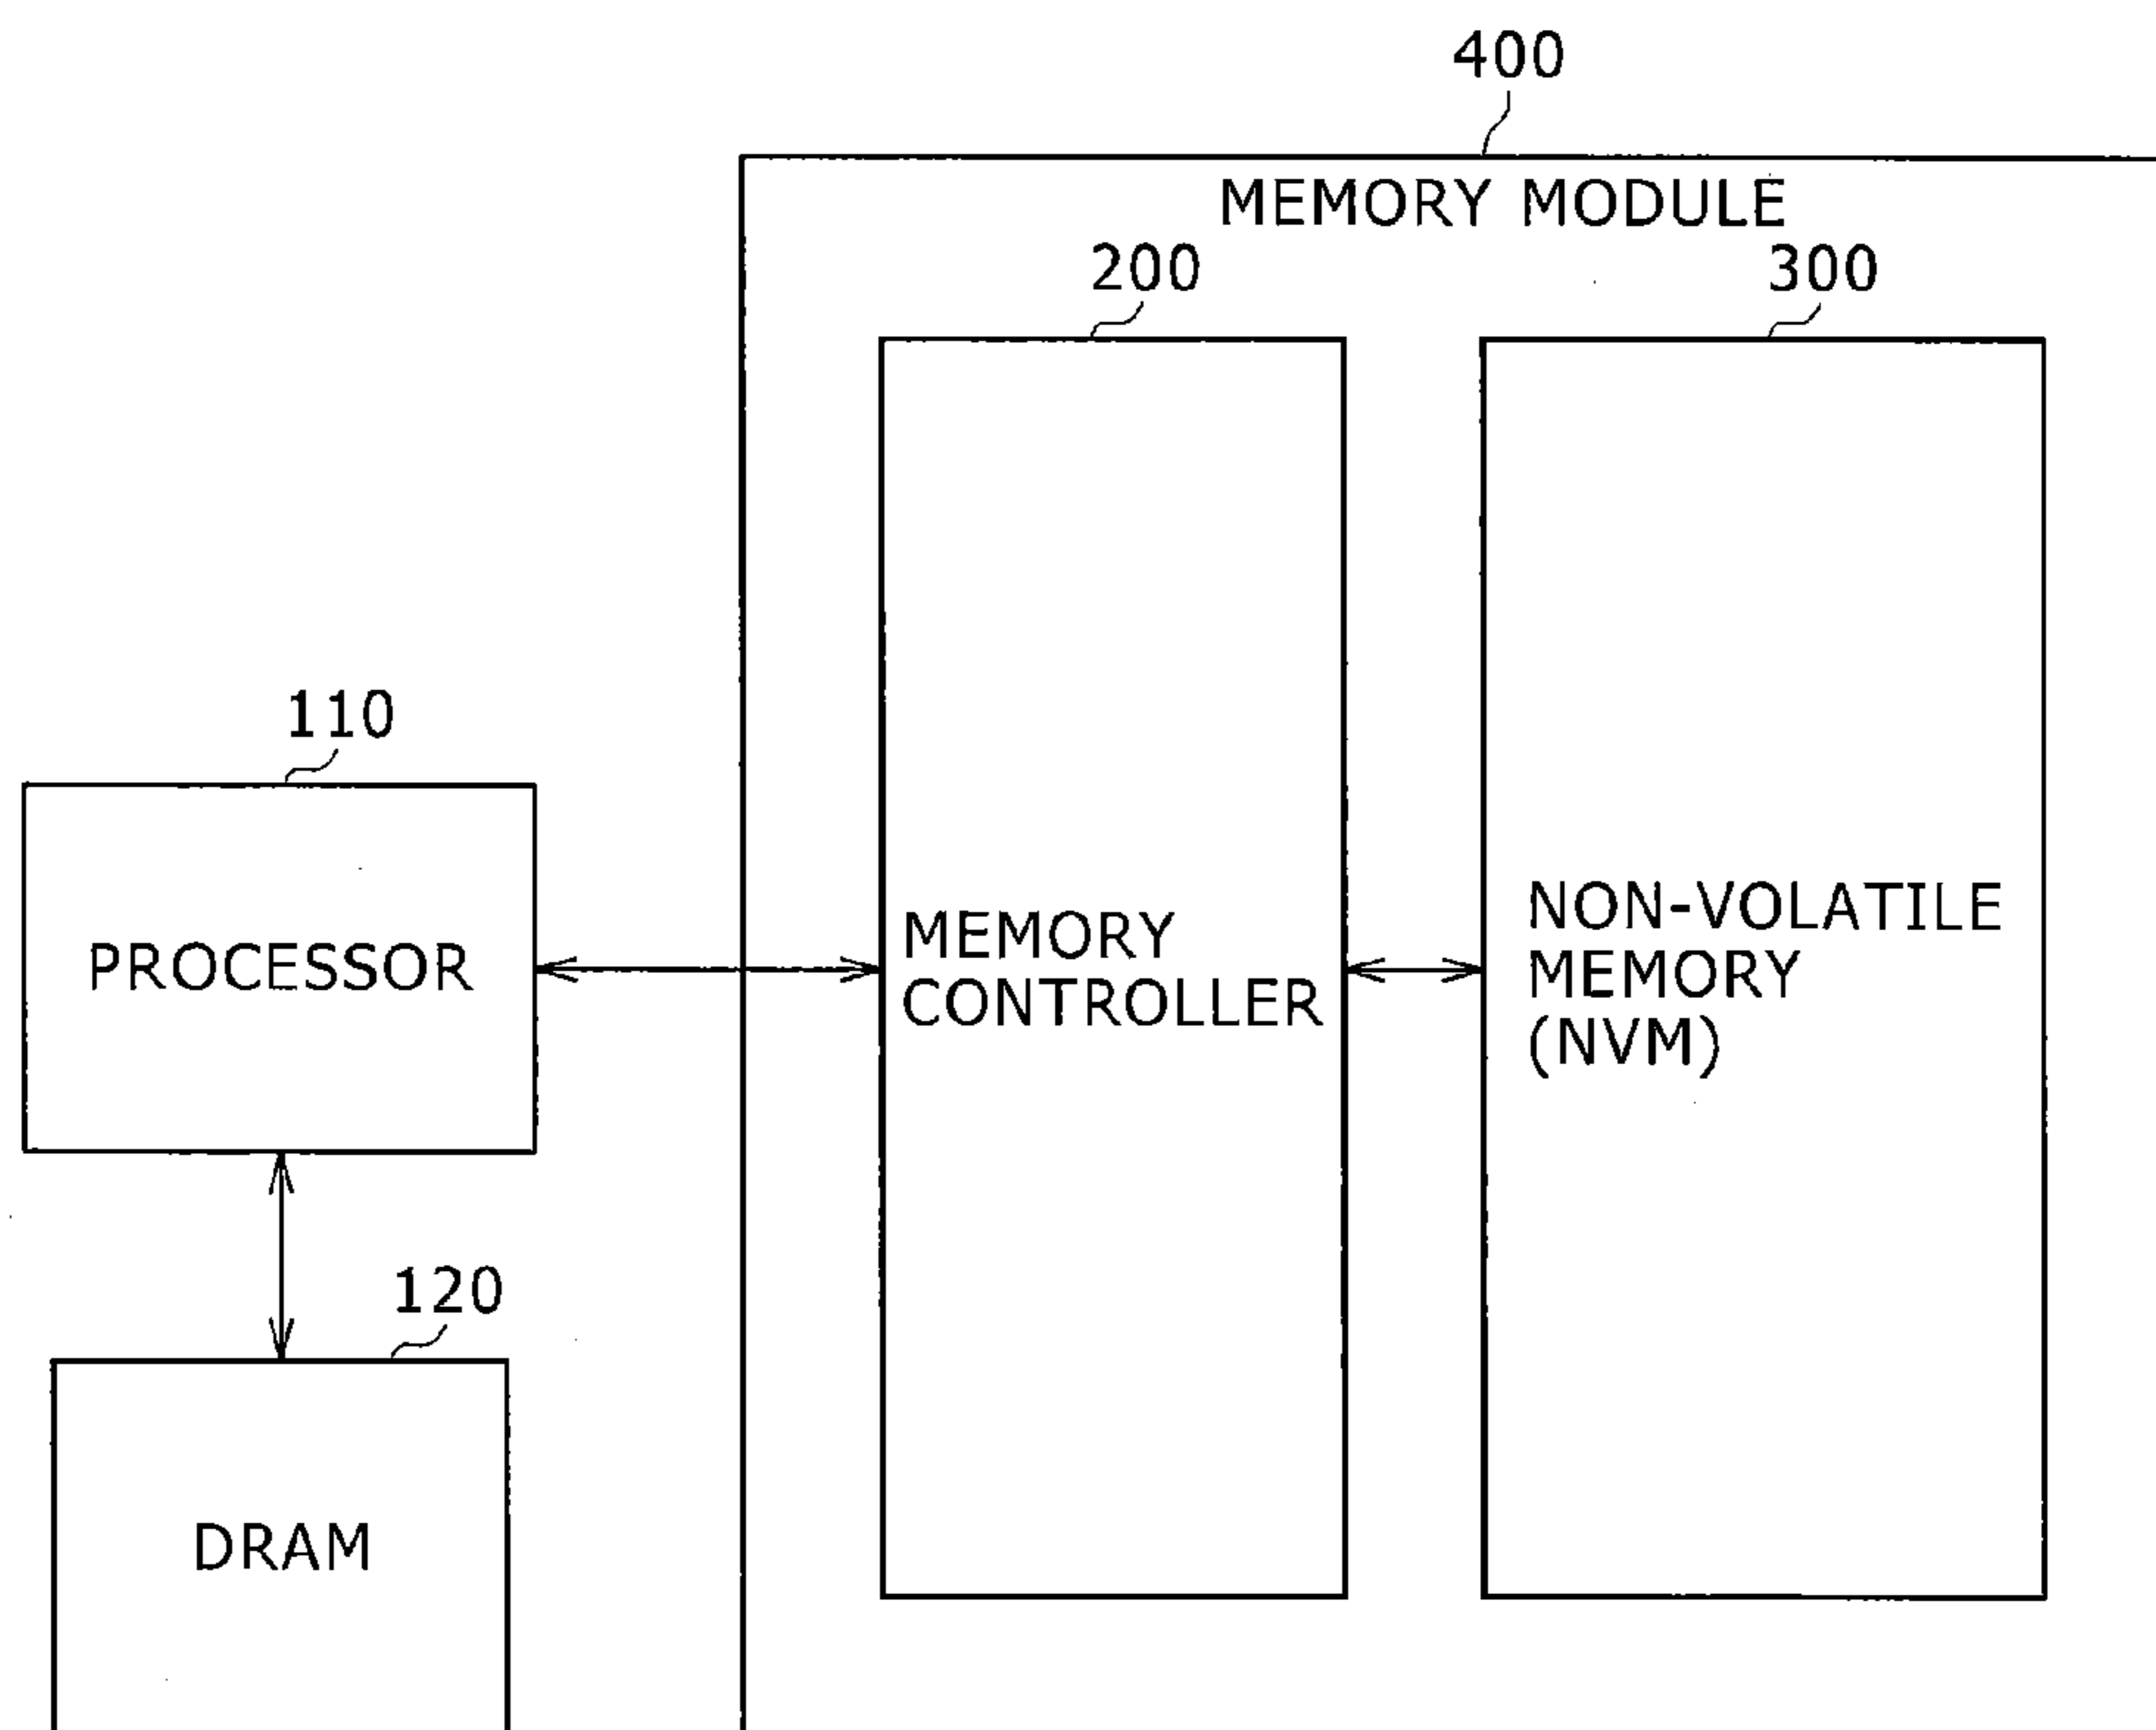 400
MEMORY MODULE
200
300
110
PROCESSOR
MEMORY
CONTROLLER
NON-VOLATILE
MEMORY
(NVM)
120
DRAM